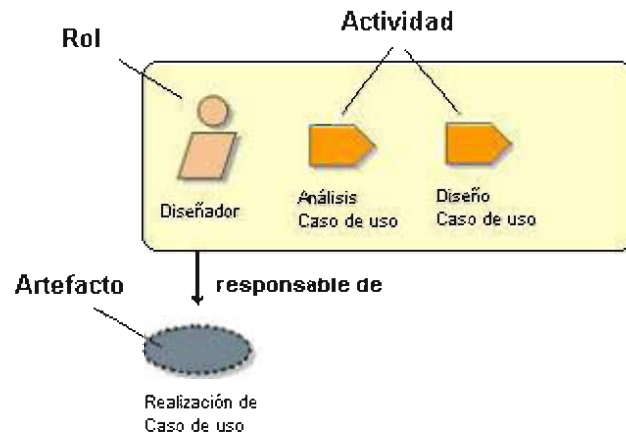 Actividad
Rol
Diseñador
Análisis
Caso de uso
Diseño
Caso de uso
Artefacto
responsable de
Realización de
Caso de uso